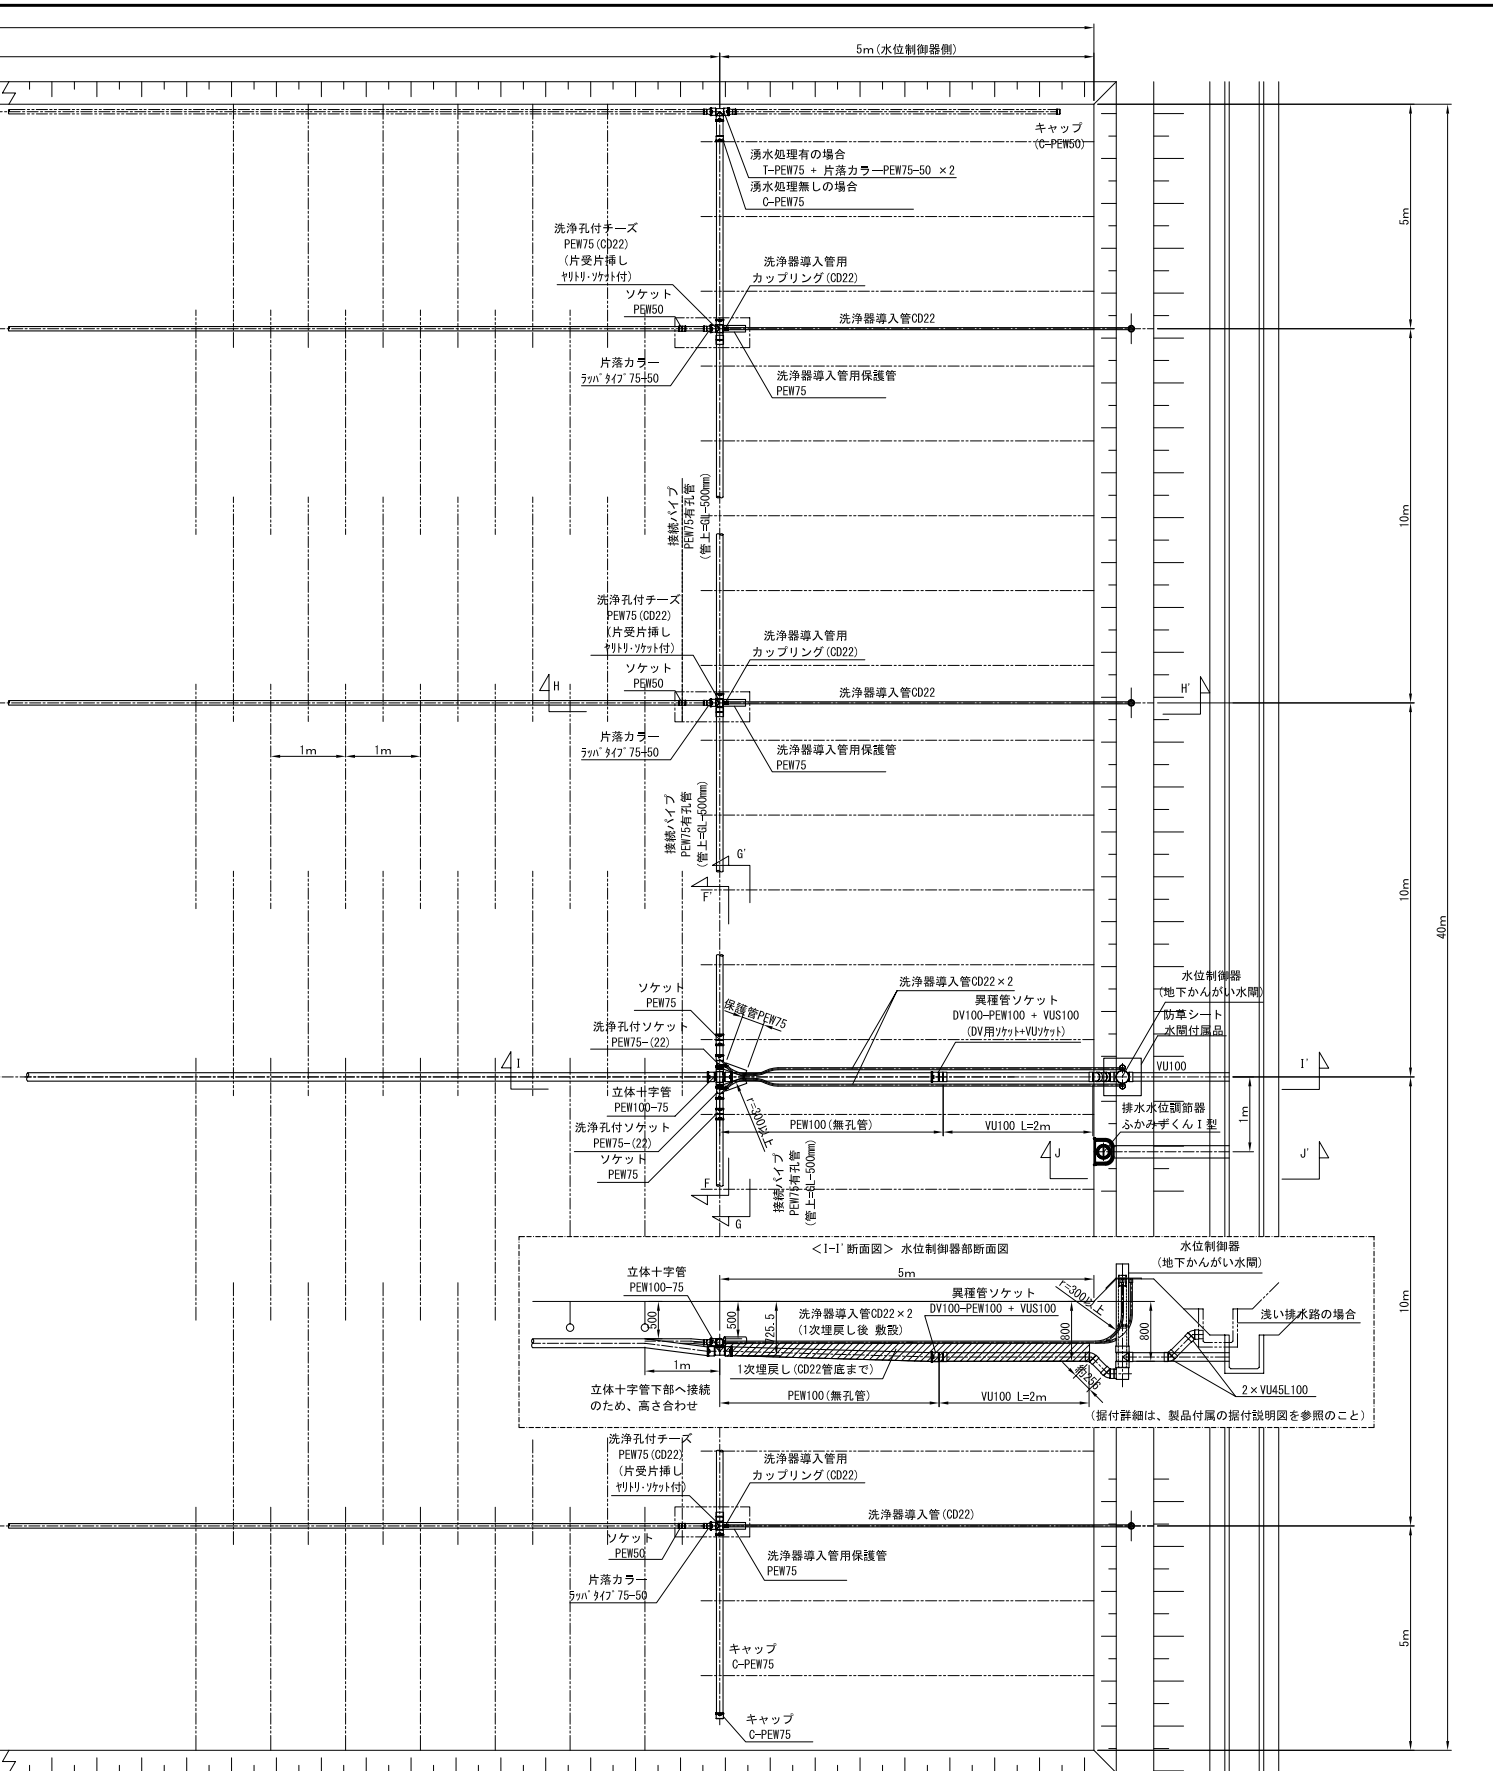 5m(水位制御器側)
キャップ
(C-PEW50)
湧水処理有の場合
T-PEW75 + 片落カラーPEW75-50 ×2
湧水処理無しの場合
C-PEW75
5m
洗浄孔付チーズ
PEW75(CD22)
(片受片挿し
ﾔﾘﾄﾘ･ｿｹｯﾄ付)
洗浄器導入管用
カップリング(CD22)
ソケット
PEW50
洗浄器導入管CD22
片落カラー
ﾗｯﾊﾟﾀｲﾌﾟ75-50
洗浄器導入管用保護管
PEW75
接続パイプ
PEW75有孔管
(管上=GL-500mm)
10m
洗浄孔付チーズ
PEW75(CD22)
(片受片挿し
ﾔﾘﾄﾘ･ｿｹｯﾄ付)
洗浄器導入管用
カップリング(CD22)
ソケット
PEW50
洗浄器導入管CD22
H
H'
片落カラー
ﾗｯﾊﾟﾀｲﾌﾟ75-50
洗浄器導入管用保護管
PEW75
1m
1m
接続パイプ
PEW75有孔管
(管上=GL-500mm)
G'
F'
10m
40m
ソケット
PEW75
保護管PEW75
洗浄器導入管CD22×2
水位制御器
(地下かんがい水閘)
異種管ソケット
DV100-PEW100 + VUS100
(DV用ｿｹｯﾄ+VUｿｹｯﾄ)
防草シート
水閘付属品
洗浄孔付ソケット
PEW75-(22)
I
I'
VU100
立体十字管
PEW100-75
r=300以上
排水水位調節器
ふかみずくんⅠ型
1m
洗浄孔付ソケット
PEW75-(22)
PEW100(無孔管)
VU100 L=2m
ソケット
PEW75
接続パイプ
PEW75有孔管
(管上=GL-500mm)
J
J'
F
G
<I-I'断面図> 水位制御器部断面図
水位制御器
(地下かんがい水閘)
立体十字管
PEW100-75
5m
r=300以上
異種管ソケット
DV100-PEW100 + VUS100
洗浄器導入管CD22×2
(1次埋戻し後 敷設)
浅い排水路の場合
500
500
725.5
800
800
10m
1m
1次埋戻し(CD22管底まで)
約256
立体十字管下部へ接続
のため、高さ合わせ
PEW100(無孔管)
VU100 L=2m
2×VU45L100
(据付詳細は、製品付属の据付説明図を参照のこと)
洗浄孔付チーズ
PEW75(CD22)
(片受片挿し
ﾔﾘﾄﾘ･ｿｹｯﾄ付)
洗浄器導入管用
カップリング(CD22)
洗浄器導入管(CD22)
ソケット
PEW50
洗浄器導入管用保護管
PEW75
片落カラー
ﾗｯﾊﾟﾀｲﾌﾟ75-50
5m
キャップ
C-PEW75
キャップ
C-PEW75